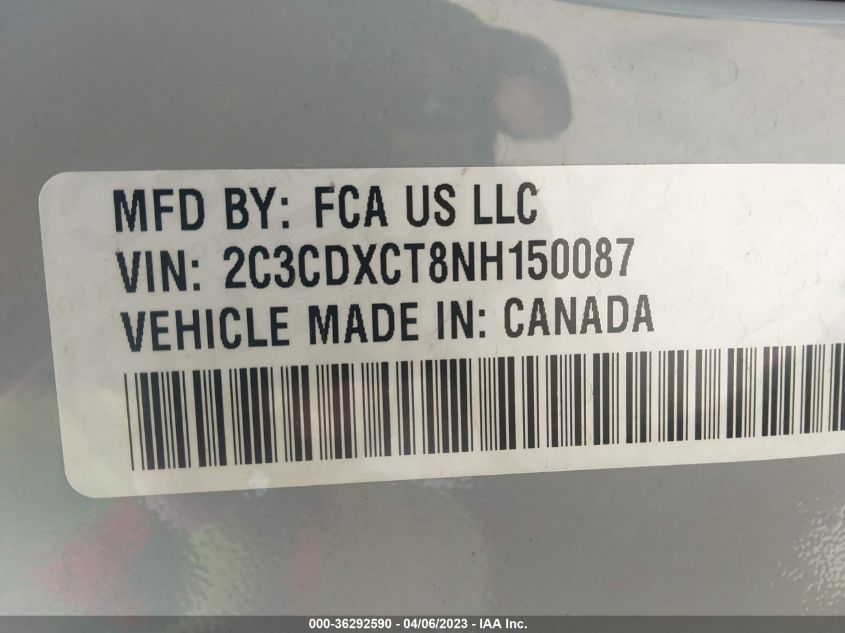 MFD BY: FCA US LLC
VIN: 2C3CDXCT8NH150087
VEHICLE MADE IN: CANADA
000-36292590 - 04/06/2023 - IAA Inc.